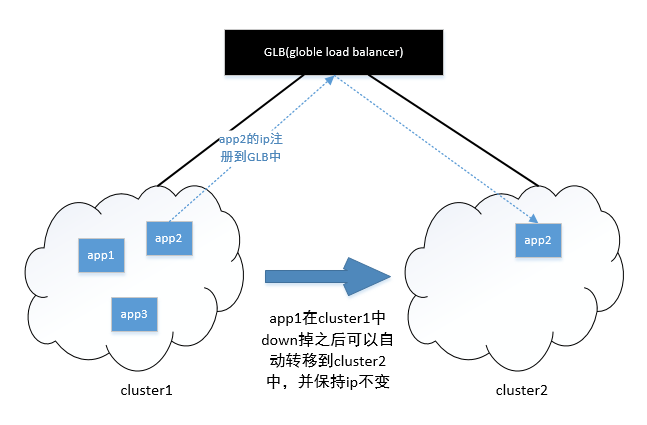 GLB(globle load balancer)
app2的ip注
册到GLB中
app2
app1
app3
cluster1
app1在cluster1中
down掉之后可以自
动转移到cluster2
中，并保持ip不变
app2
cluster2